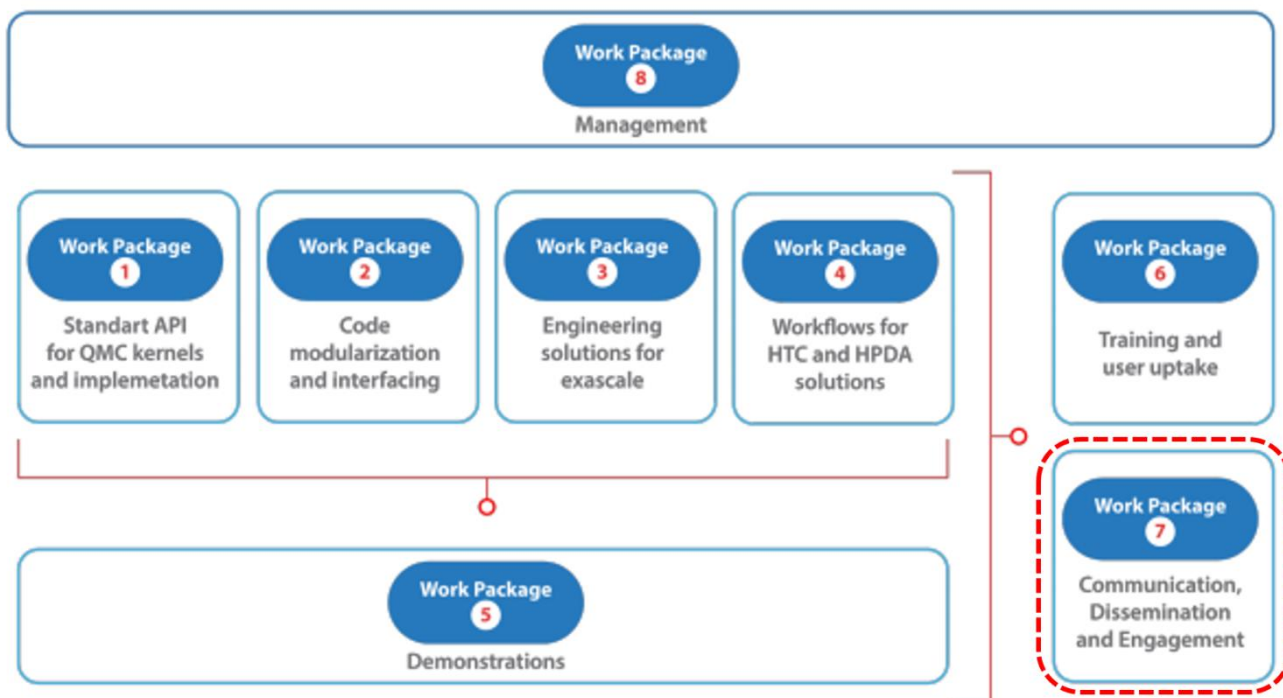 Work Package
8
Management
Work Package
1
Standart API
for QMC kernels
and implemetation
Work Package
2
Code
modularization
and interfacing
Work Package
3
Engineering
solutions for
exascale
Work Package
4
Workflows for
HTC and HPDA
solutions
Work Package
6
Training and
user uptake
Work Package
7
Communication,
Dissemination
and Engagement
Work Package
5
Demonstrations